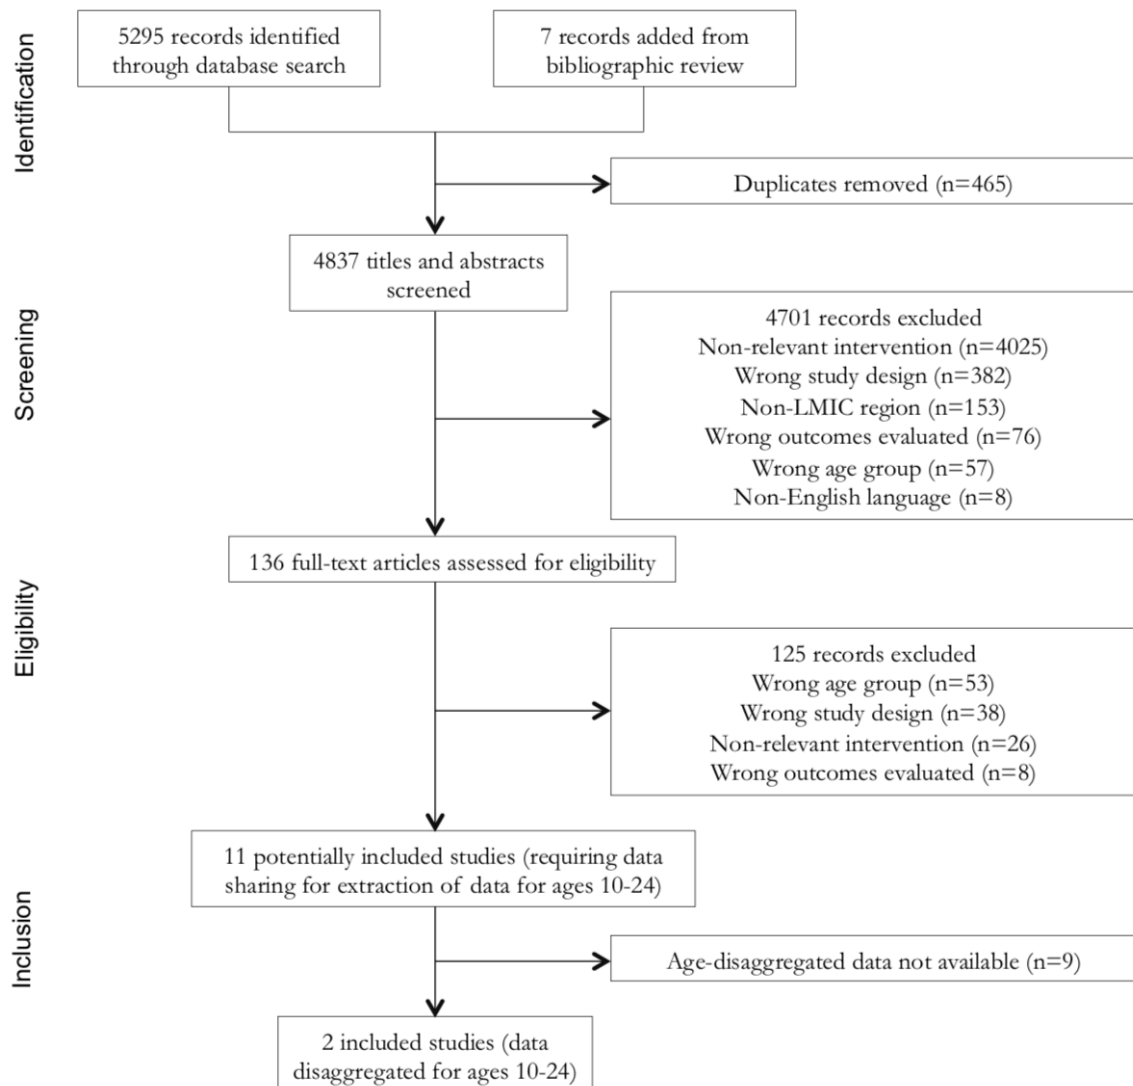 Identification
5295 records identified
through database search
7 records added from
bibliographic review
Duplicates removed (n=465)
Screening
4837 titles and abstracts
screened
4701 records excluded
Non-relevant intervention (n=4025)
Wrong study design (n=382)
Non-LMIC region (n=153)
Wrong outcomes evaluated (n=76)
Wrong age group (n=57)
Non-English language (n=8)
Eligibility
136 full-text articles assessed for eligibility
125 records excluded
Wrong age group (n=53)
Wrong study design (n=38)
Non-relevant intervention (n=26)
Wrong outcomes evaluated (n=8)
Inclusion
11 potentially included studies (requiring data
sharing for extraction of data for ages 10-24)
Age-disaggregated data not available (n=9)
2 included studies (data
disaggregated for ages 10-24)